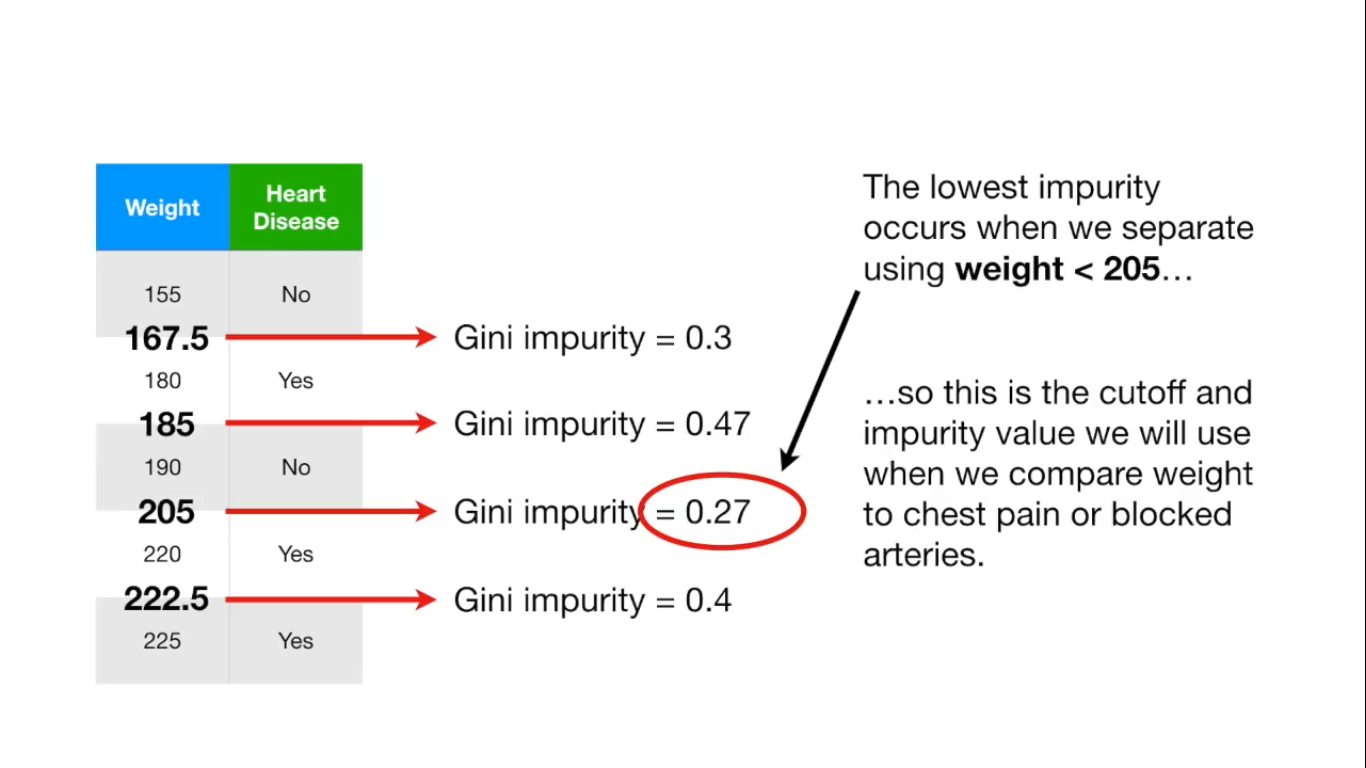 Weight
Heart
Disease
155 No
167.5 Gini impurity = 0.3
180 Yes
185 Gini impurity = 0.47
190 No
205 Gini impurity = 0.27
220 Yes
222.5 Gini impurity = 0.4
225 Yes
The lowest impurity
occurs when we separate
using weight < 205…
…so this is the cutoff and
impurity value we will use
when we compare weight
to chest pain or blocked
arteries.